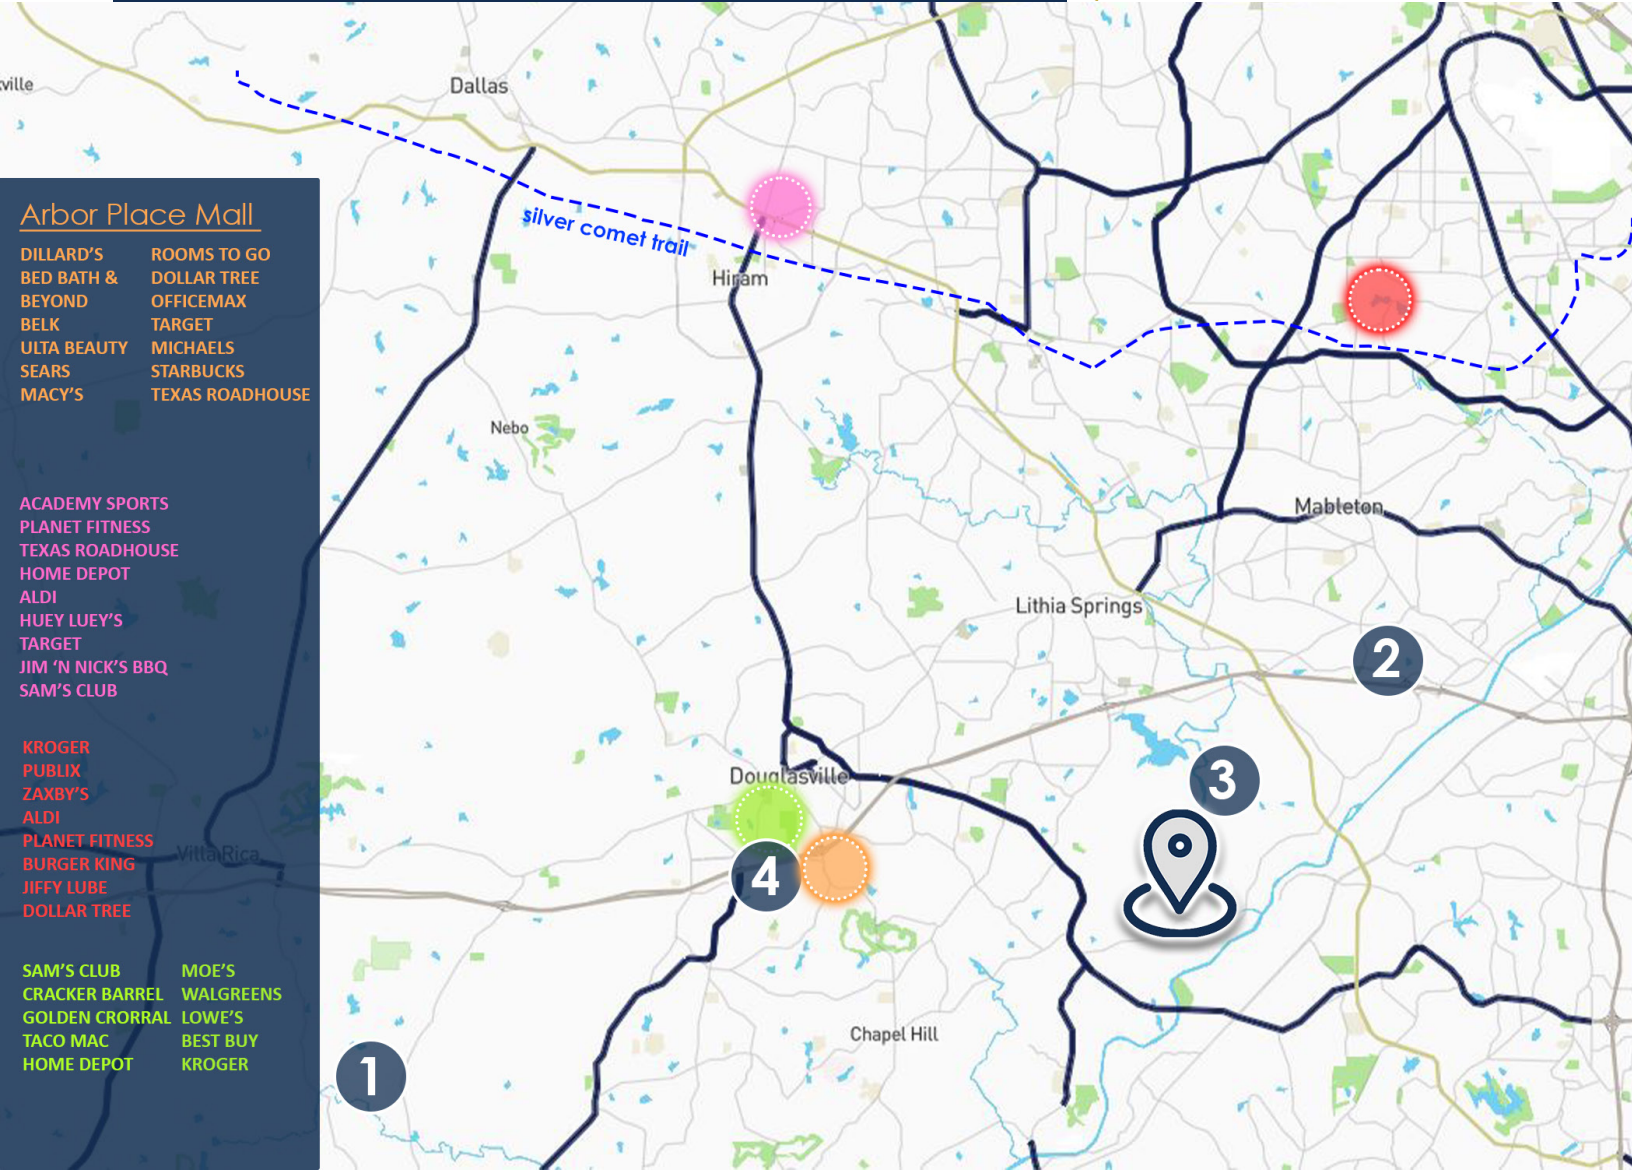 ville
Dallas
silver comet trail
Hiram
Nebo
Mableton
Lithia Springs
Douglasville
Villa Rica
Chapel Hill
1
2
3
4
Arbor Place Mall
DILLARD'S ROOMS TO GO
BED BATH & DOLLAR TREE
BEYOND OFFICEMAX
BELK TARGET
ULTA BEAUTY MICHAELS
SEARS STARBUCKS
MACY'S TEXAS ROADHOUSE
ACADEMY SPORTS
PLANET FITNESS
TEXAS ROADHOUSE
HOME DEPOT
ALDI
HUEY LUEY'S
TARGET
JIM 'N NICK'S BBQ
SAM'S CLUB
KROGER
PUBLIX
ZAXBY'S
ALDI
PLANET FITNESS
BURGER KING
JIFFY LUBE
DOLLAR TREE
SAM'S CLUB MOE'S
CRACKER BARREL WALGREENS
GOLDEN CRORRAL LOWE'S
TACO MAC BEST BUY
HOME DEPOT KROGER